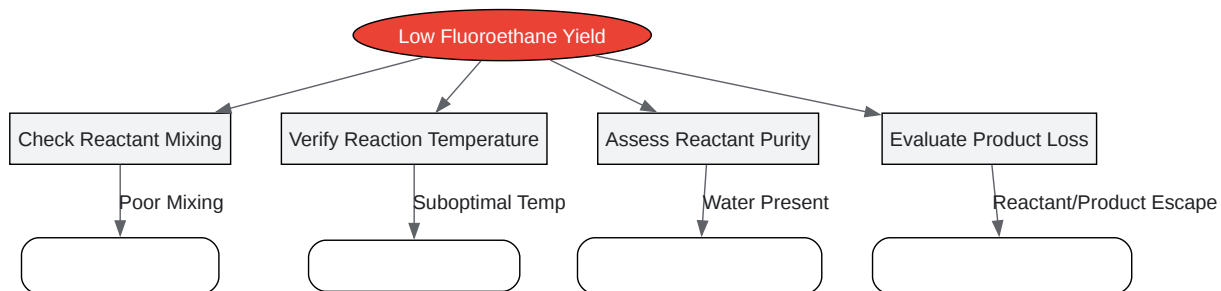 Low Fluoroethane Yield
Check Reactant Mixing
Verify Reaction Temperature
Assess Reactant Purity
Evaluate Product Loss
Poor Mixing
Suboptimal Temp
Water Present
Reactant/Product Escape